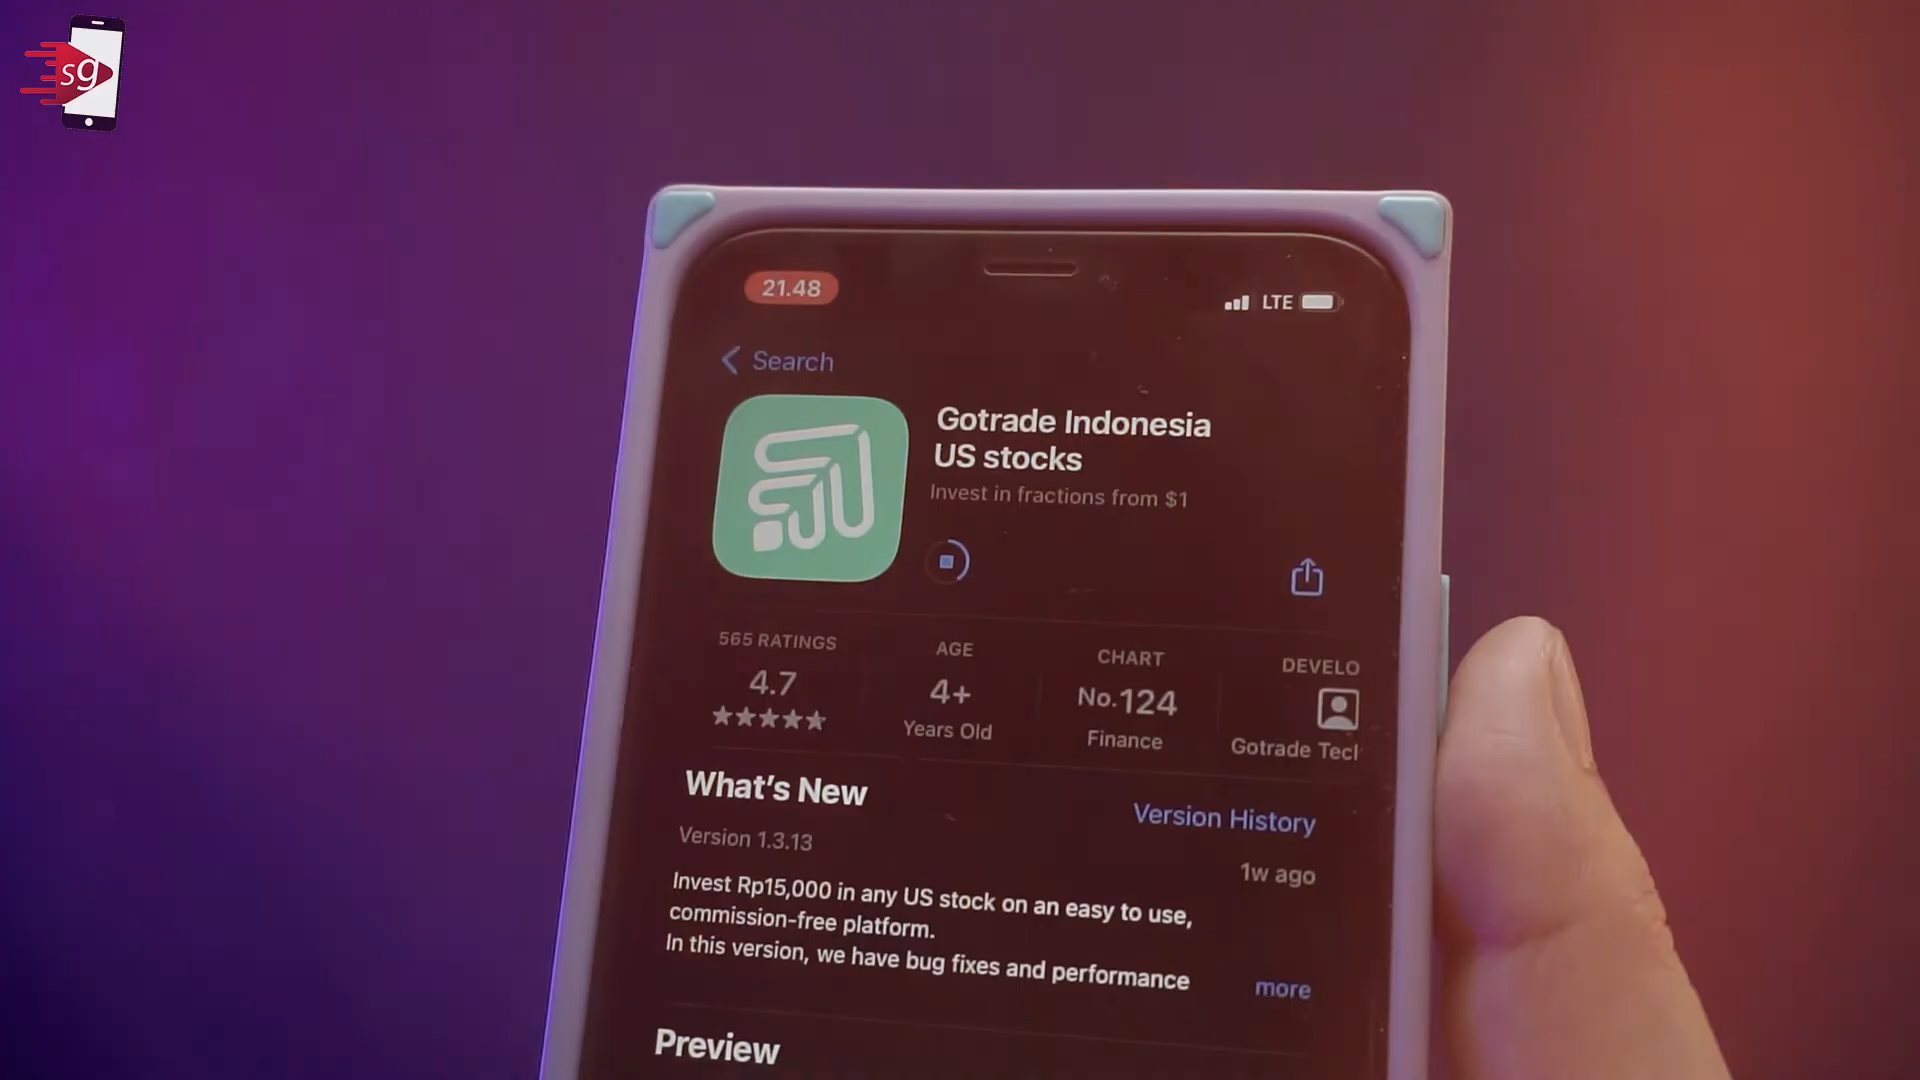 sg
21.48
LTE
Search
Gotrade Indonesia
US stocks
Invest in fractions from $1
565 RATINGS
4.7
AGE
4+
Years Old
CHART
No.124
Finance
DEVELO
Gotrade Tecl
What's New
Version History
Version 1.3.13
1w ago
Invest Rp15,000 in any US stock on an easy to use,
commission-free platform.
In this version, we have bug fixes and performance
more
Preview